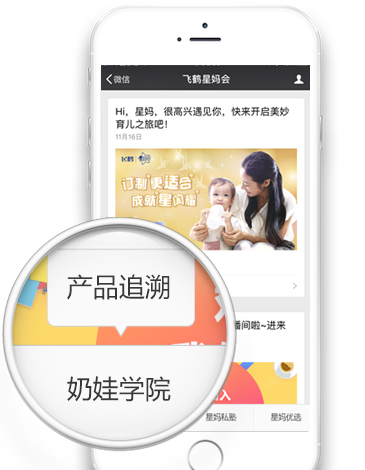 微信
飞鹤星妈会
Hi，星妈，很高兴遇见你，快来开启美妙
育儿之旅吧！
11月16日
飞鹤
订制更适合
成就星闪耀
产品追溯
播间啦~进来
入
奶娃学院
星妈私塾
星妈优选